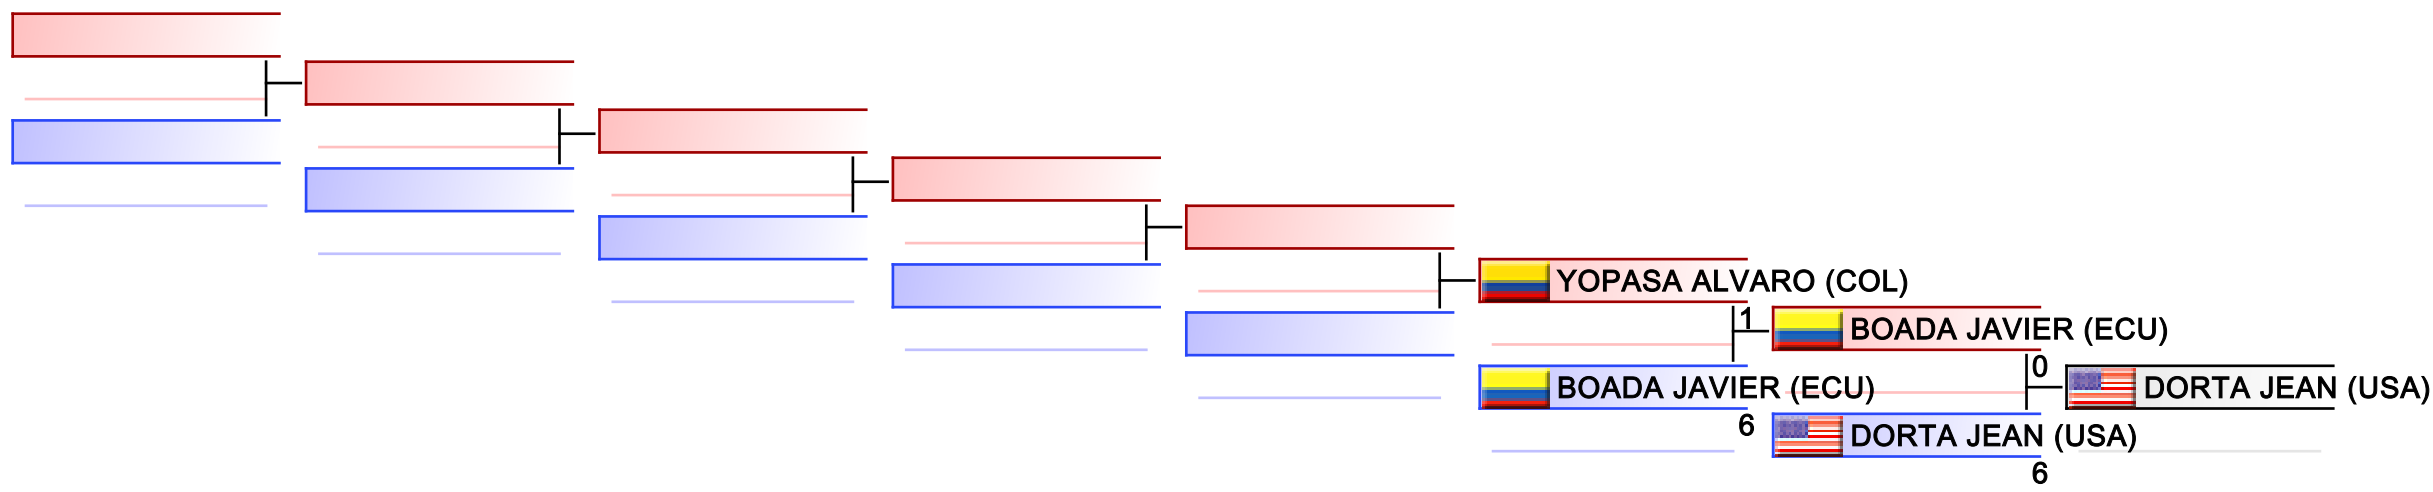 YOPASA ALVARO (COL)
1
BOADA JAVIER (ECU)
BOADA JAVIER (ECU)
6
0
DORTA JEAN (USA)
DORTA JEAN (USA)
6